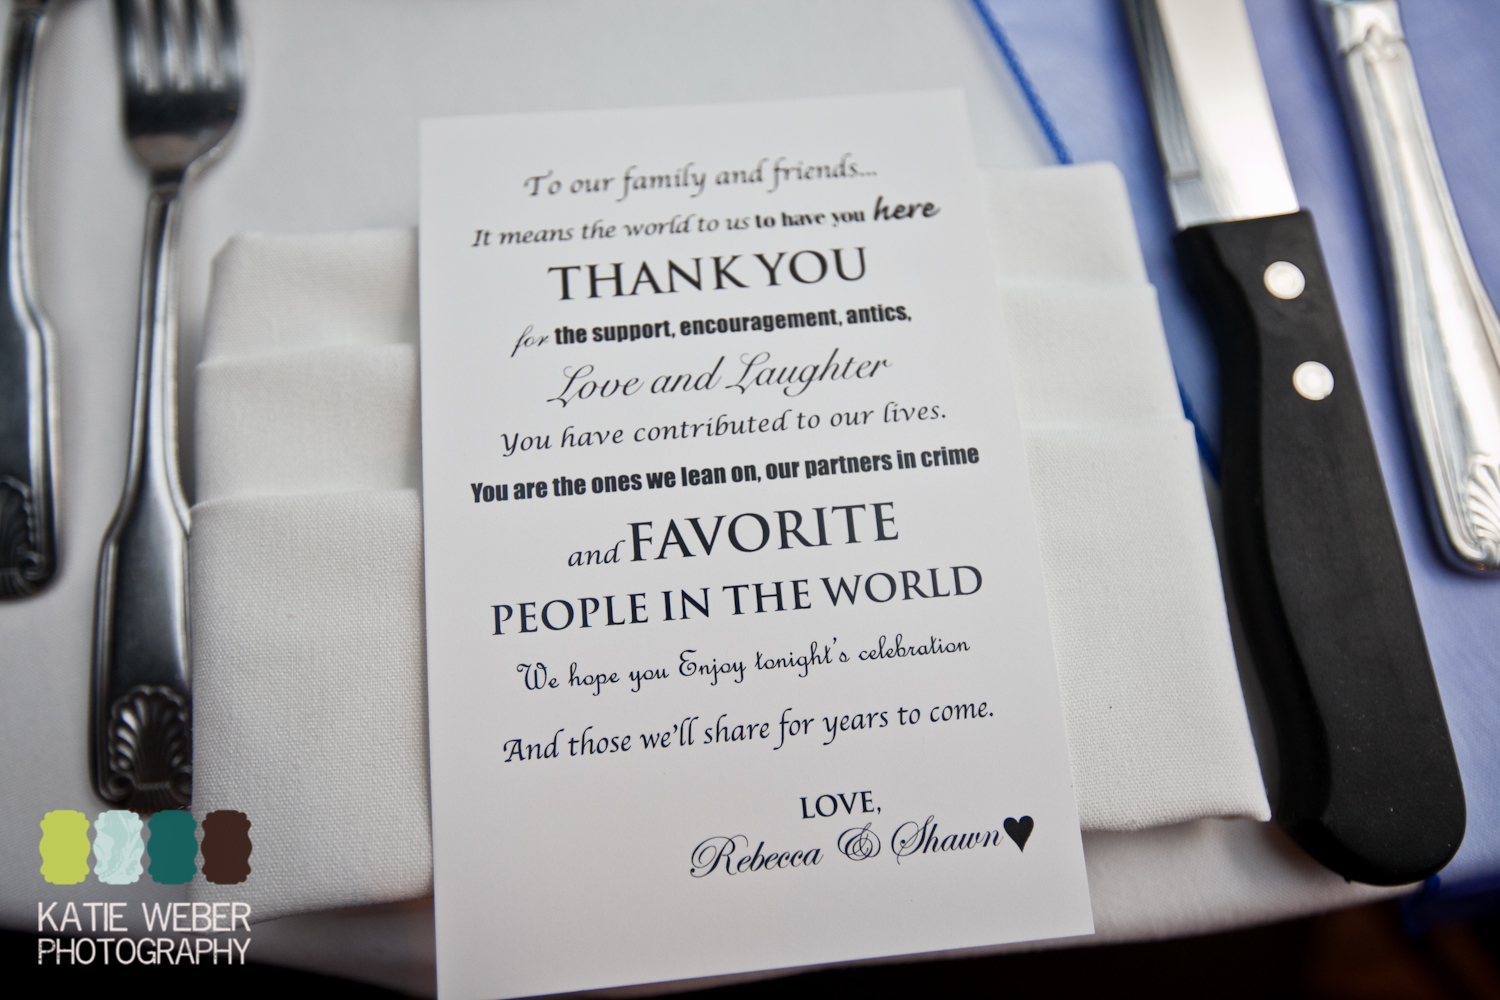 To our family and friends...
It means the world to us to have you here
THANK YOU
for the support, encouragement, antics,
Love and Laughter
You have contributed to our lives.
You are the ones we lean on, our partners in crime
and FAVORITE
PEOPLE IN THE WORLD
We hope you Enjoy tonight's celebration
And those we'll share for years to come.
LOVE,
Rebecca & Shawn♥
KATIE WEBER
PHOTOGRAPHY